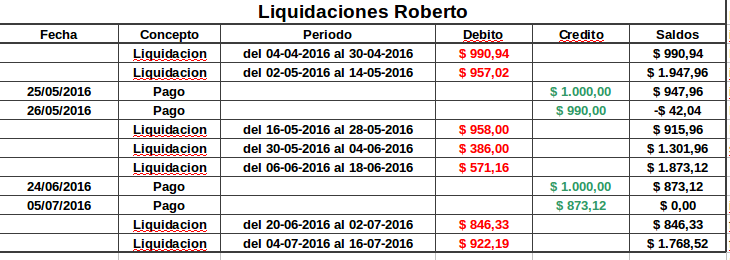 Liquidaciones Roberto
Fecha Concepto Periodo Debito Credito Saldos
Liquidacion del 04-04-2016 al 30-04-2016 $ 990,94 $ 990,94
Liquidacion del 02-05-2016 al 14-05-2016 $ 957,02 $ 1.947,96
25/05/2016 Pago $ 1.000,00 $ 947,96
26/05/2016 Pago $ 990,00 -$ 42,04
Liquidacion del 16-05-2016 al 28-05-2016 $ 958,00 $ 915,96
Liquidacion del 30-05-2016 al 04-06-2016 $ 386,00 $ 1.301,96
Liquidacion del 06-06-2016 al 18-06-2016 $ 571,16 $ 1.873,12
24/06/2016 Pago $ 1.000,00 $ 873,12
05/07/2016 Pago $ 873,12 $ 0,00
Liquidacion del 20-06-2016 al 02-07-2016 $ 846,33 $ 846,33
Liquidacion del 04-07-2016 al 16-07-2016 $ 922,19 $ 1.768,52